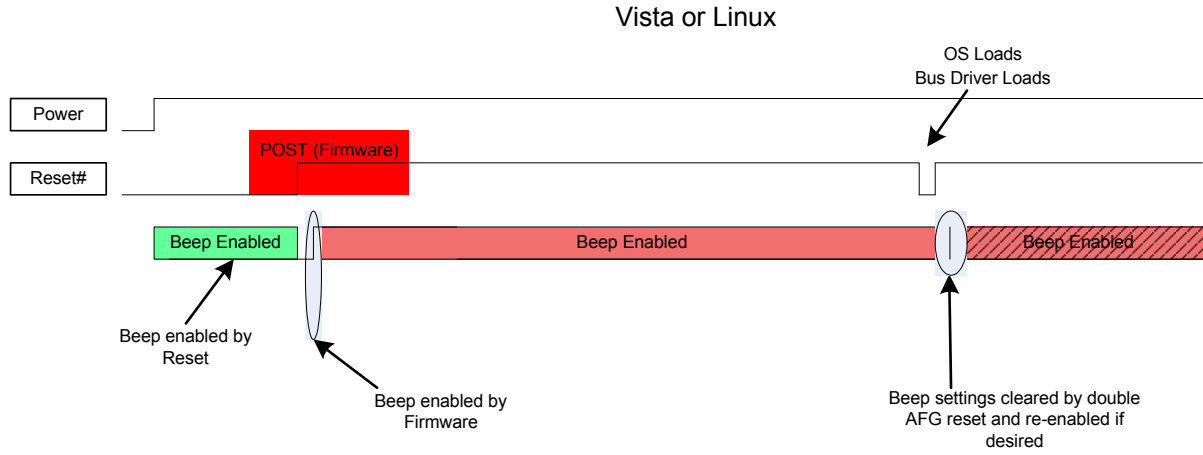 Vista or Linux
OS Loads
Bus Driver Loads
Power
POST (Firmware)
Reset#
Beep Enabled
Beep Enabled
Beep Enabled
Beep enabled by
Reset
Beep enabled by
Firmware
Beep settings cleared by double
AFG reset and re-enabled if
desired